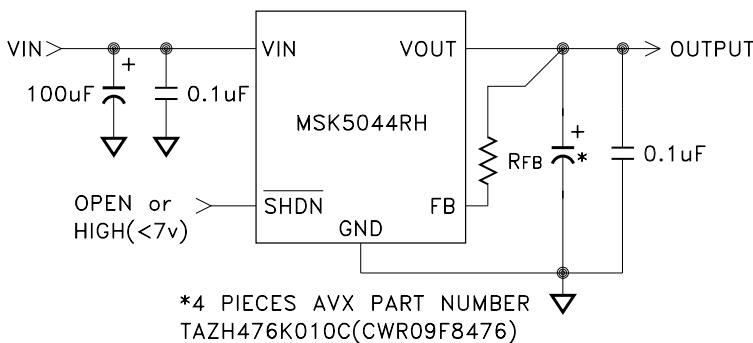 VIN
VIN
VOUT
OUTPUT
+
100uF
0.1uF
MSK5044RH
RFB
+
*
0.1uF
OPEN or
HIGH(<7v)
SHDN
FB
GND
*4 PIECES AVX PART NUMBER
TAZH476K010C(CWR09F8476)